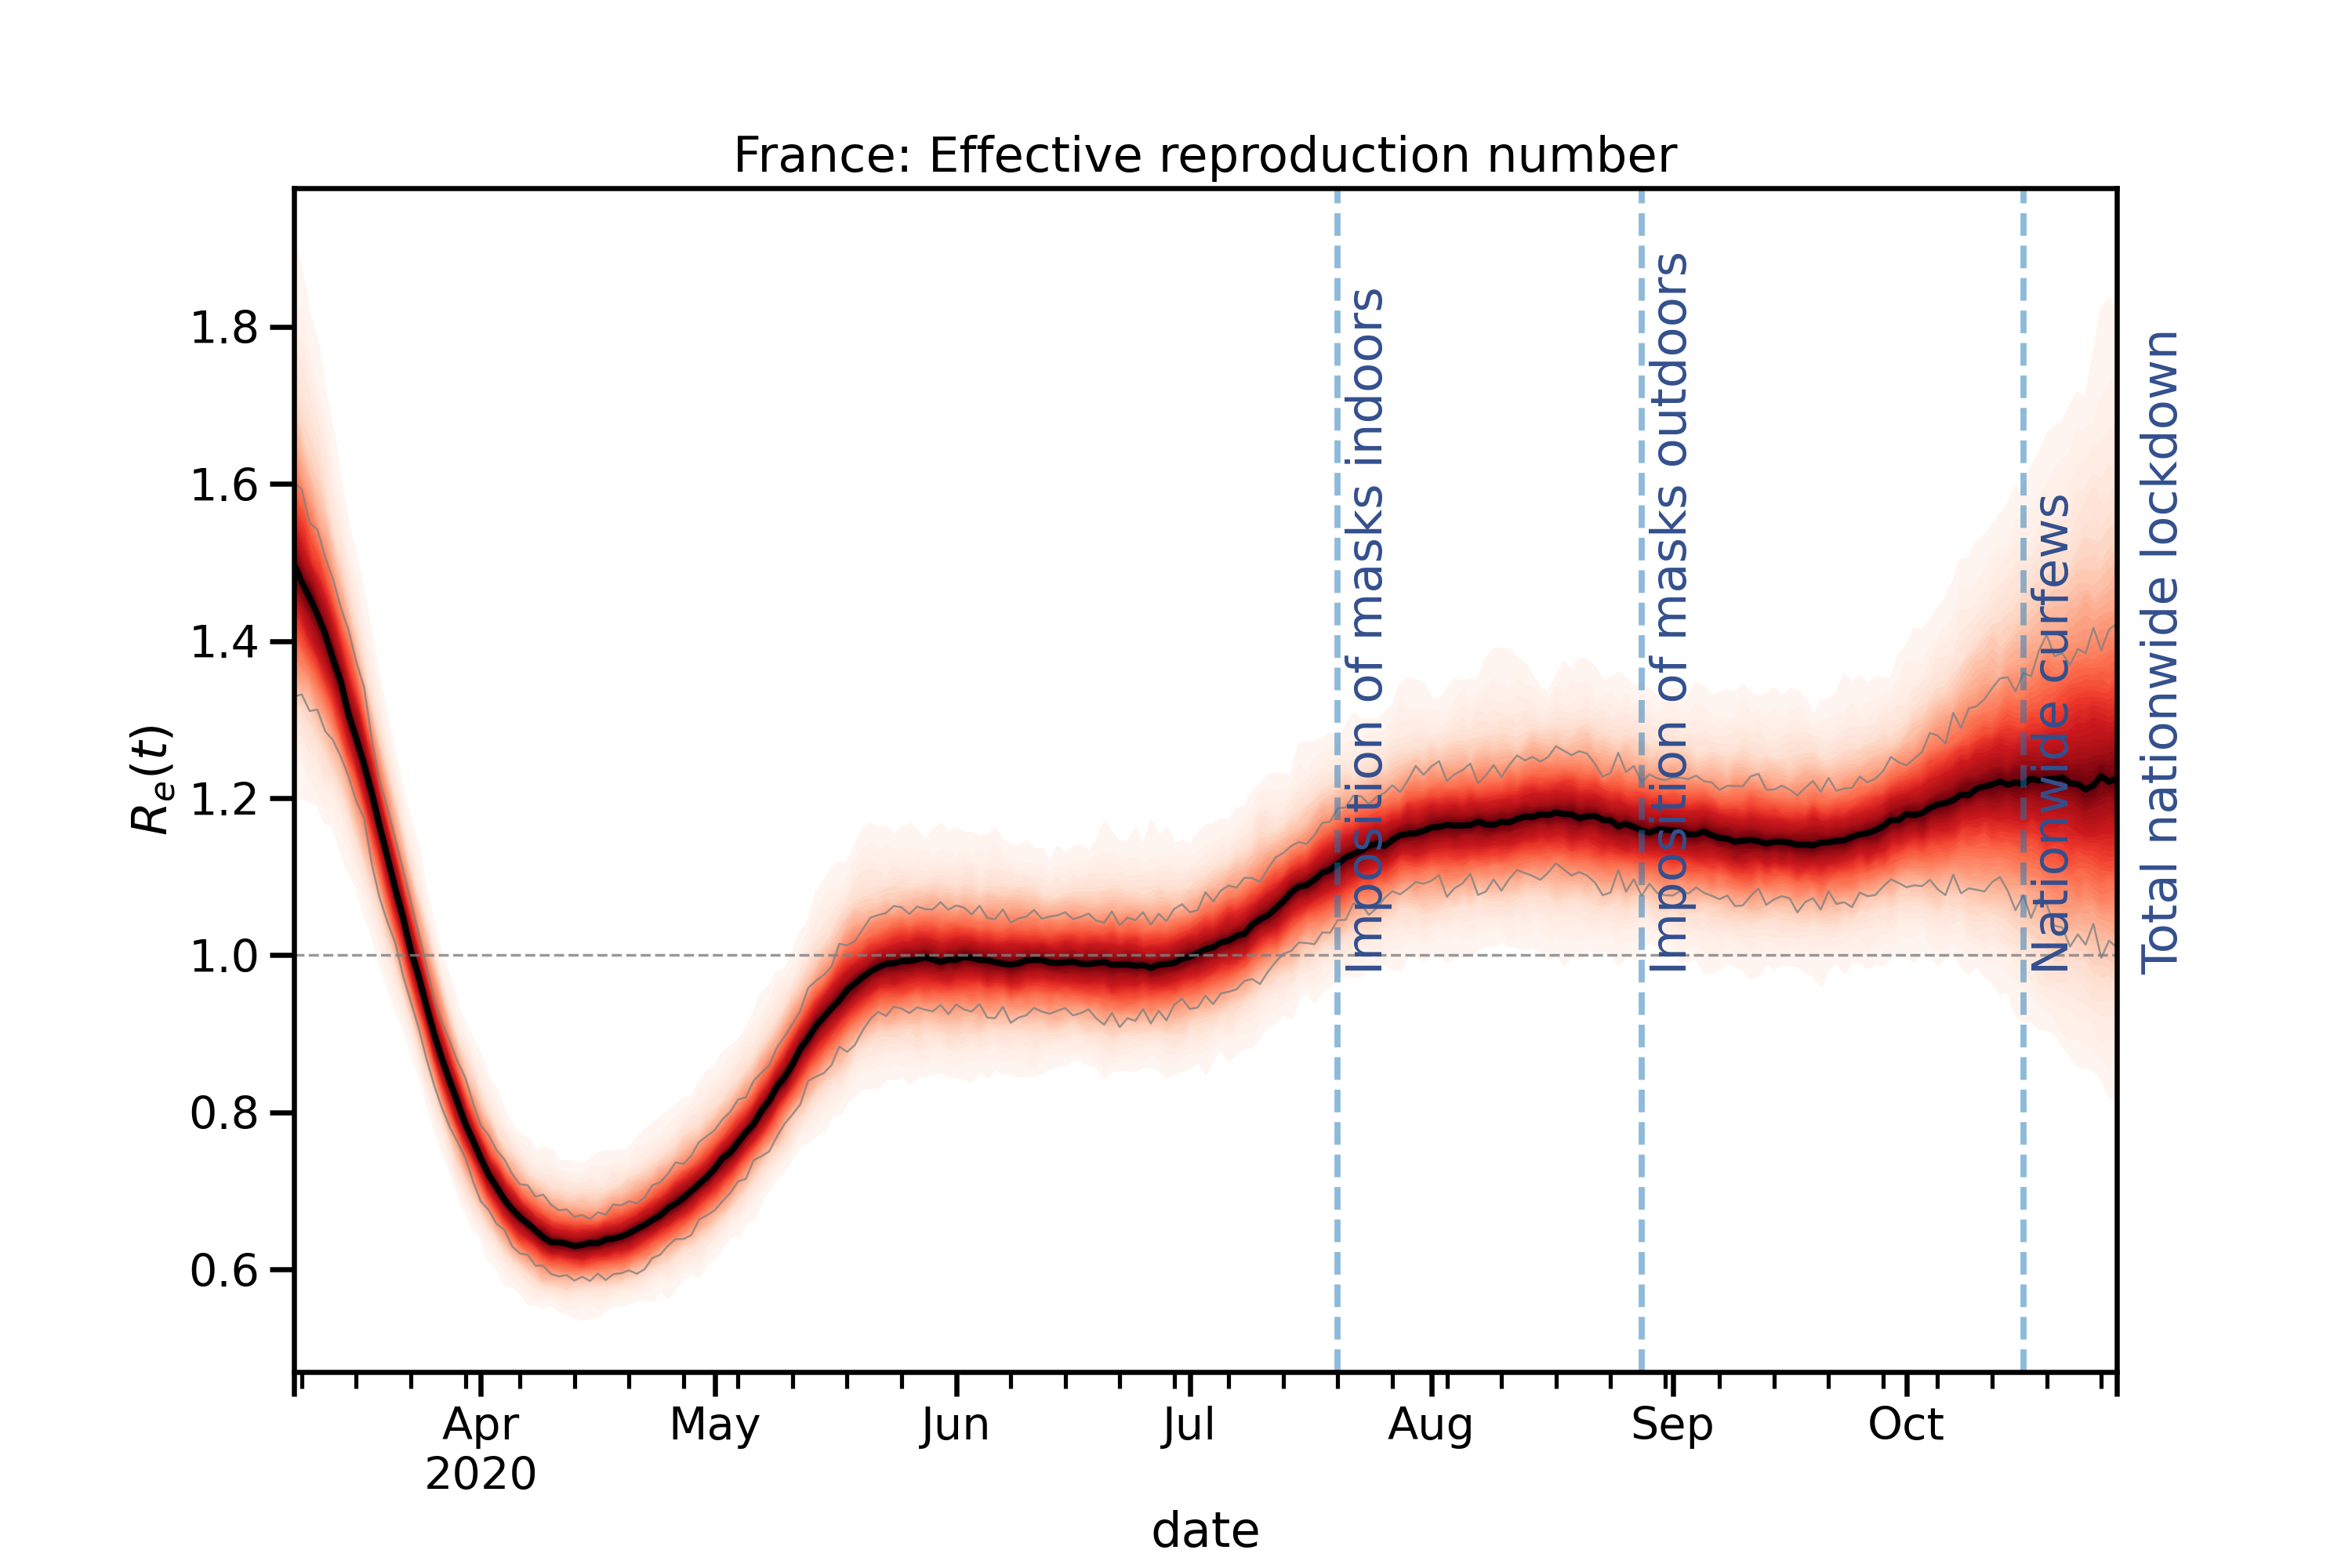 France: Effective reproduction number
1.8
1.6
1.4
1.2
1.0
0.8
0.6
Re(t)
Imposition of masks indoors
Imposition of masks outdoors
Nationwide curfews
Total nationwide lockdown
Apr
2020
May
Jun
Jul
Aug
Sep
Oct
date